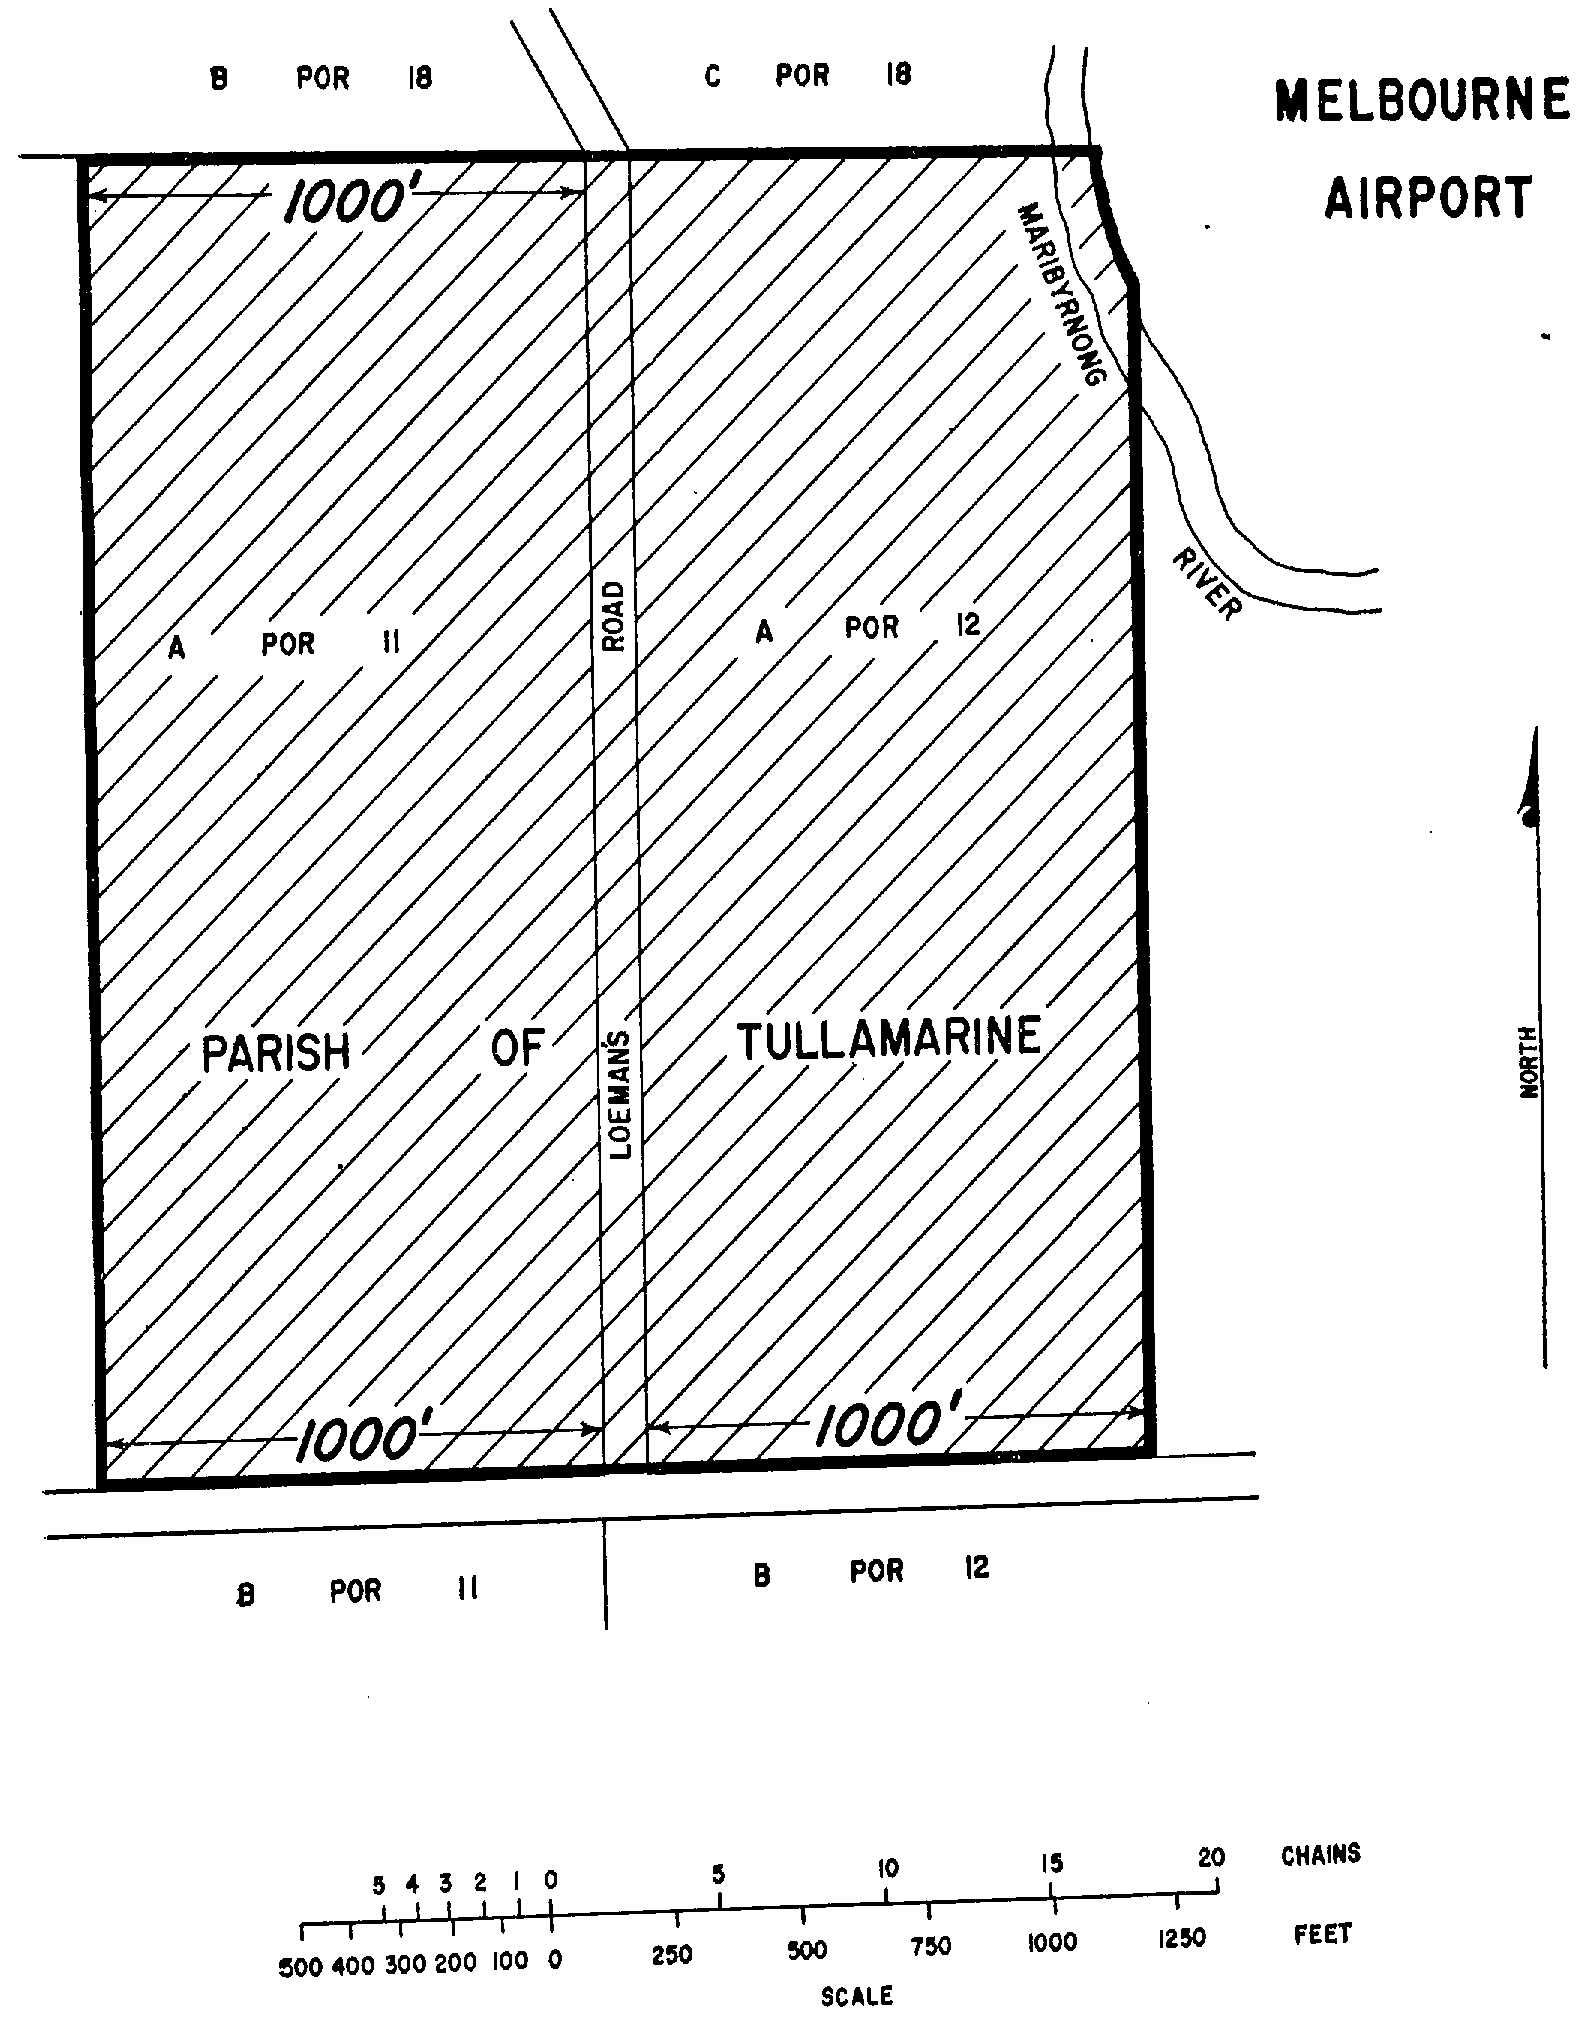 B POR 18
C POR 18
MELBOURNE
AIRPORT
1000'
MARIBYRNONG
RIVER
ROAD
A POR 11
A POR 12
PARISH OF TULLAMARINE
LOEMAN'S
NORTH
1000'
1000'
B POR 11
B POR 12
5 4 3 2 1 0 5 10 15 20 CHAINS
500 400 300 200 100 0 250 500 750 1000 1250 FEET
SCALE